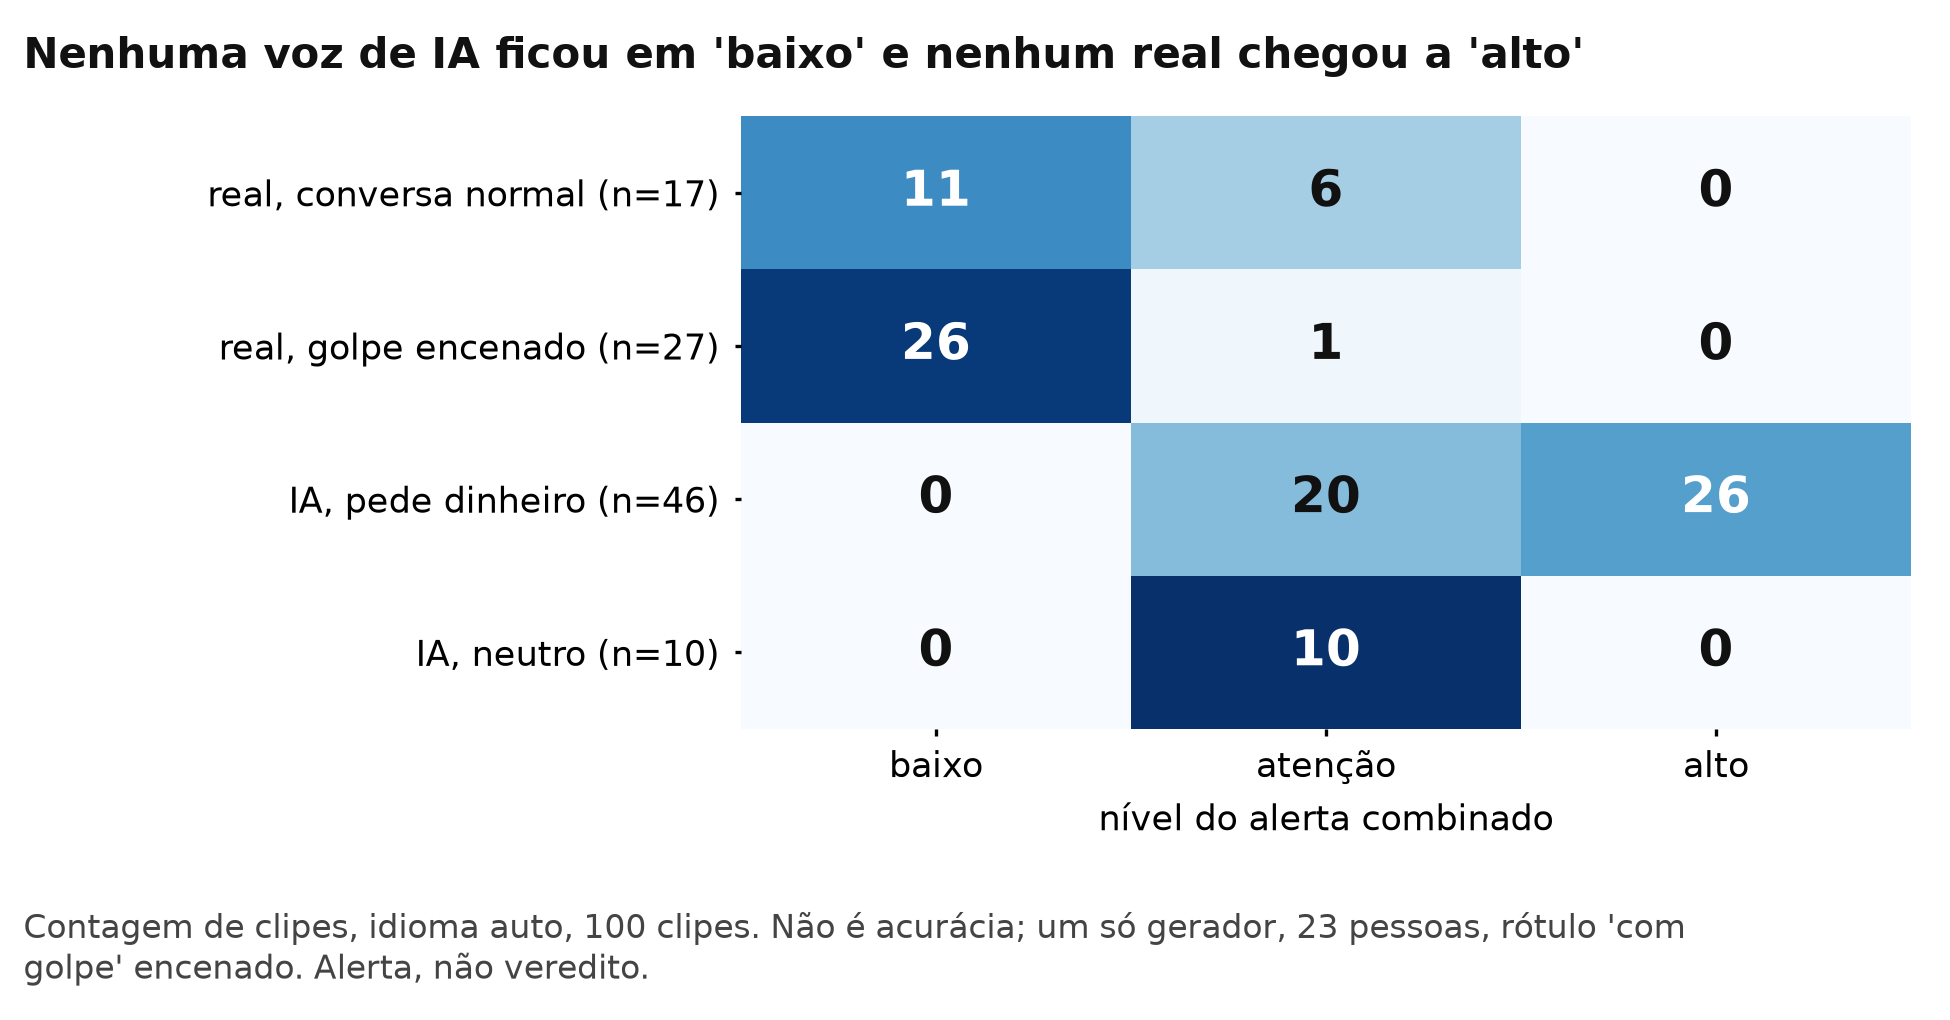 Nenhuma voz de IA ficou em 'baixo' e nenhum real chegou a 'alto'
real, conversa normal (n=17) 11 6 0
real, golpe encenado (n=27) 26 1 0
IA, pede dinheiro (n=46) 0 20 26
IA, neutro (n=10) 0 10 0
baixo atenção alto
nível do alerta combinado
Contagem de clipes, idioma auto, 100 clipes. Não é acurácia; um só gerador, 23 pessoas, rótulo 'com
golpe' encenado. Alerta, não veredito.